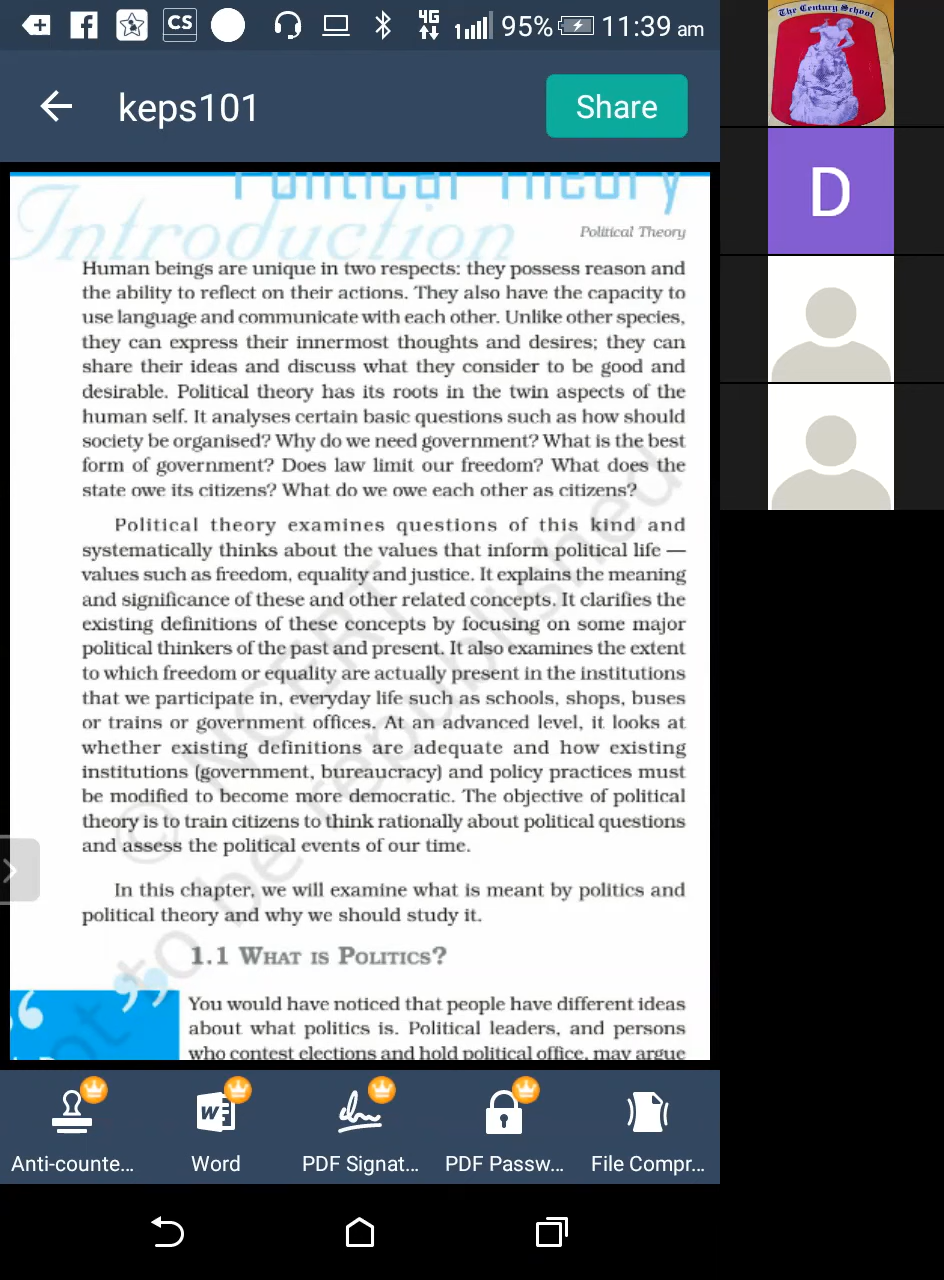 CS
4G
95%
11:39 am
The Century School
keps101
Share
D
Political Theory
Introduction
Political Theory
Human beings are unique in two respects: they possess reason and
the ability to reflect on their actions. They also have the capacity to
use language and communicate with each other. Unlike other species,
they can express their innermost thoughts and desires; they can
share their ideas and discuss what they consider to be good and
desirable. Political theory has its roots in the twin aspects of the
human self. It analyses certain basic questions such as how should
society be organised? Why do we need government? What is the best
form of government? Does law limit our freedom? What does the
state owe its citizens? What do we owe each other as citizens?
Political theory examines questions of this kind and
systematically thinks about the values that inform political life —
values such as freedom, equality and justice. It explains the meaning
and significance of these and other related concepts. It clarifies the
existing definitions of these concepts by focusing on some major
political thinkers of the past and present. It also examines the extent
to which freedom or equality are actually present in the institutions
that we participate in, everyday life such as schools, shops, buses
or trains or government offices. At an advanced level, it looks at
whether existing definitions are adequate and how existing
institutions (government, bureaucracy) and policy practices must
be modified to become more democratic. The objective of political
theory is to train citizens to think rationally about political questions
and assess the political events of our time.
In this chapter, we will examine what is meant by politics and
political theory and why we should study it.
1.1 WHAT IS POLITICS?
You would have noticed that people have different ideas
about what politics is. Political leaders, and persons
who contest elections and hold political office, may argue
© NCERT
not to be republished
Anti-counte...
Word
PDF Signat...
PDF Passw...
File Compr...